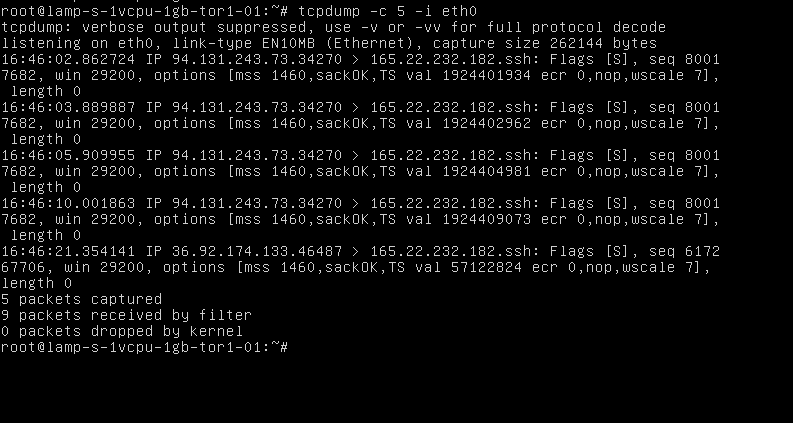 root@lamp-s-1vcpu-1gb-tor1-01:~# tcpdump -c 5 -i eth0
tcpdump: verbose output suppressed, use -v or -vv for full protocol decode
listening on eth0, link-type EN10MB (Ethernet), capture size 262144 bytes
16:46:02.862724 IP 94.131.243.73.34270 > 165.22.232.182.ssh: Flags [S], seq 8001
7682, win 29200, options [mss 1460,sackOK,TS val 1924401934 ecr 0,nop,wscale 7],
 length 0
16:46:03.889887 IP 94.131.243.73.34270 > 165.22.232.182.ssh: Flags [S], seq 8001
7682, win 29200, options [mss 1460,sackOK,TS val 1924402962 ecr 0,nop,wscale 7],
 length 0
16:46:05.909955 IP 94.131.243.73.34270 > 165.22.232.182.ssh: Flags [S], seq 8001
7682, win 29200, options [mss 1460,sackOK,TS val 1924404981 ecr 0,nop,wscale 7],
 length 0
16:46:10.001863 IP 94.131.243.73.34270 > 165.22.232.182.ssh: Flags [S], seq 8001
7682, win 29200, options [mss 1460,sackOK,TS val 1924409073 ecr 0,nop,wscale 7],
 length 0
16:46:21.354141 IP 36.92.174.133.46487 > 165.22.232.182.ssh: Flags [S], seq 6172
67706, win 29200, options [mss 1460,sackOK,TS val 57122824 ecr 0,nop,wscale 7],
length 0
5 packets captured
9 packets received by filter
0 packets dropped by kernel
root@lamp-s-1vcpu-1gb-tor1-01:~#